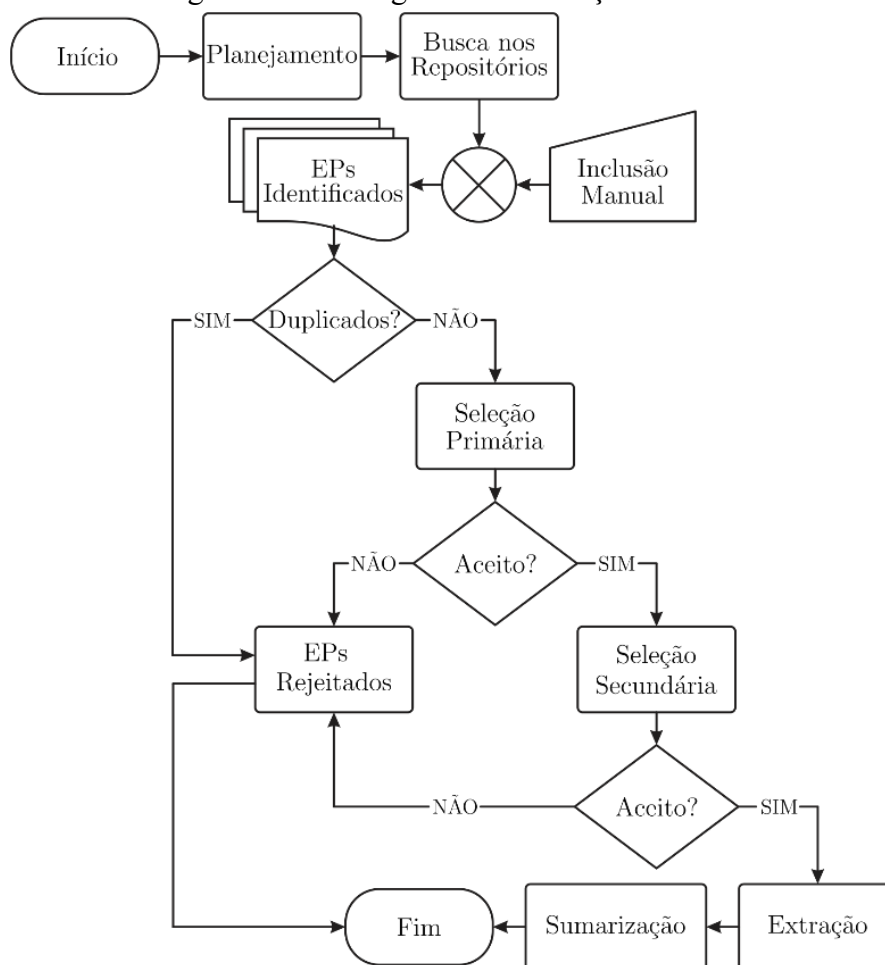 Início
Planejamento
Busca nos
Repositórios
EPs
Identificados
Inclusão
Manual
SIM
Duplicados?
NÃO
Seleção
Primária
NÃO
Aceito?
SIM
EPs
Rejeitados
Seleção
Secundária
NÃO
Aceito?
SIM
Fim
Sumarização
Extração